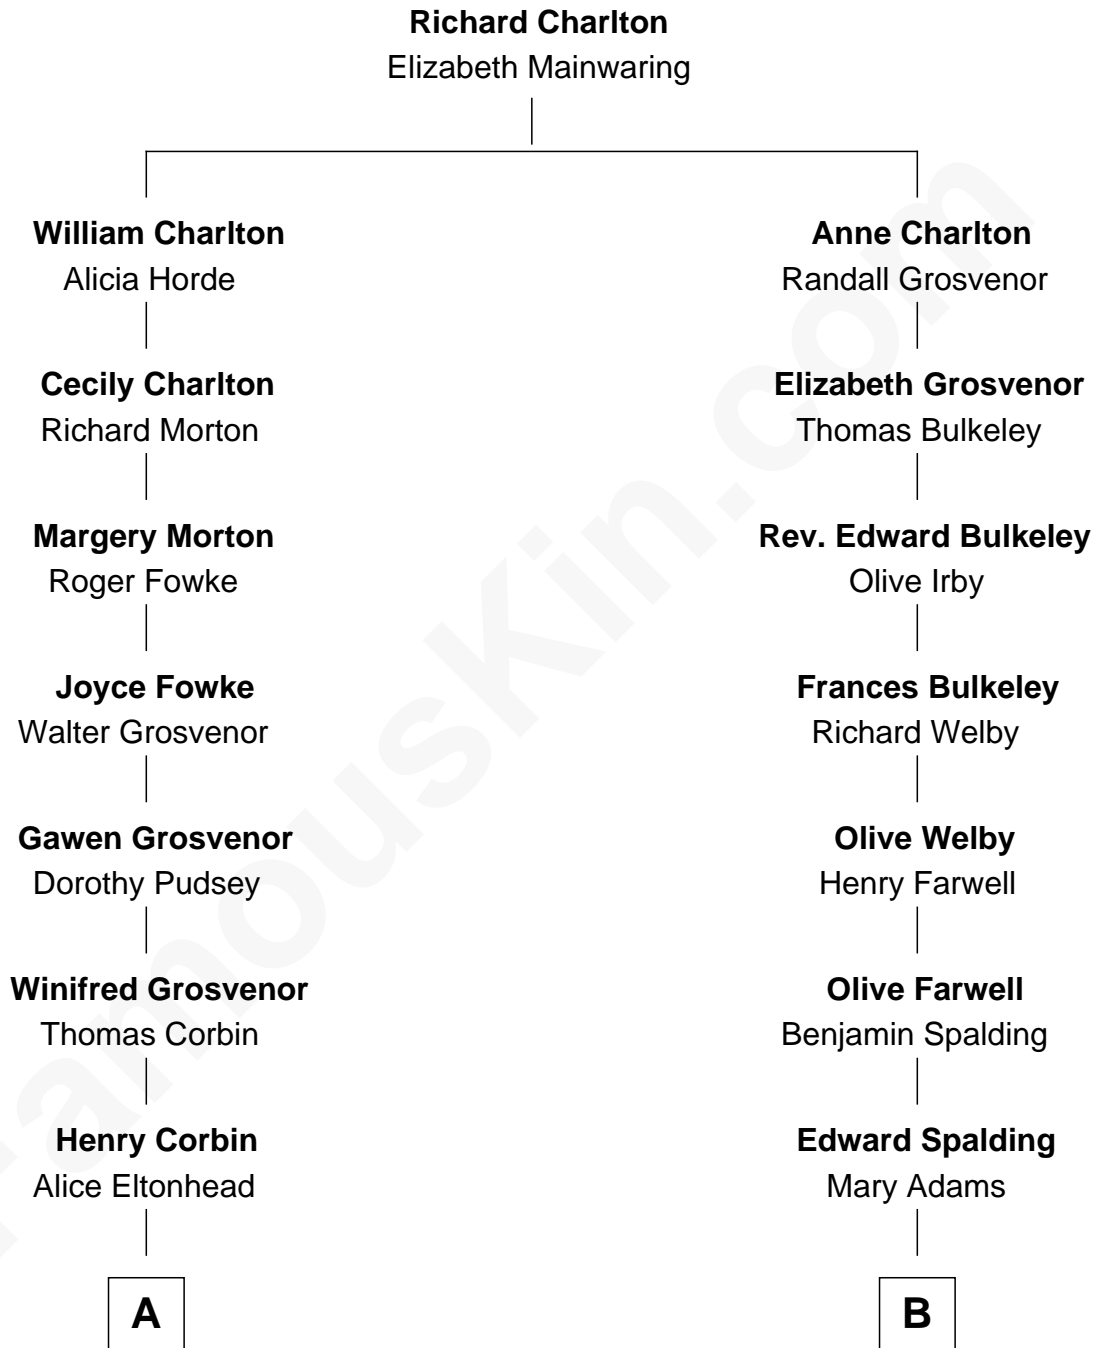 Richard Charlton
Elizabeth Mainwaring
William Charlton
Alicia Horde
Cecily Charlton
Richard Morton
Margery Morton
Roger Fowke
Joyce Fowke
Walter Grosvenor
Gawen Grosvenor
Dorothy Pudsey
Winifred Grosvenor
Thomas Corbin
Henry Corbin
Alice Eltonhead
A
Anne Charlton
Randall Grosvenor
Elizabeth Grosvenor
Thomas Bulkeley
Rev. Edward Bulkeley
Olive Irby
Frances Bulkeley
Richard Welby
Olive Welby
Henry Farwell
Olive Farwell
Benjamin Spalding
Edward Spalding
Mary Adams
B
FamousKin.com